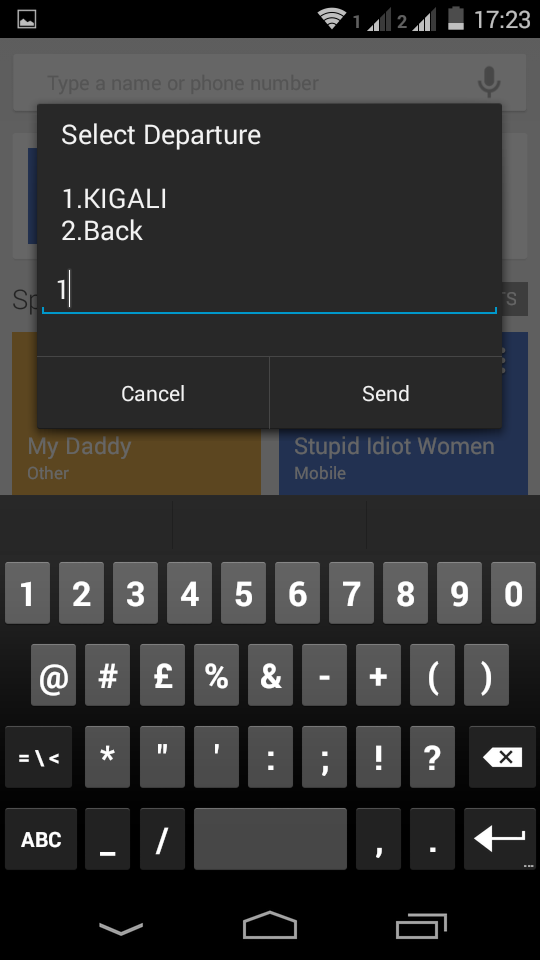 1 2 17:23
Type a name or phone number
Select Departure
1.KIGALI
2.Back
1
Sp
TS
Cancel Send
My Daddy Stupid Idiot Women
Other Mobile
1 2 3 4 5 6 7 8 9 0
@ # £ % & - + ( )
= \ < * " ' : ; ! ?
ABC _ / , . ...